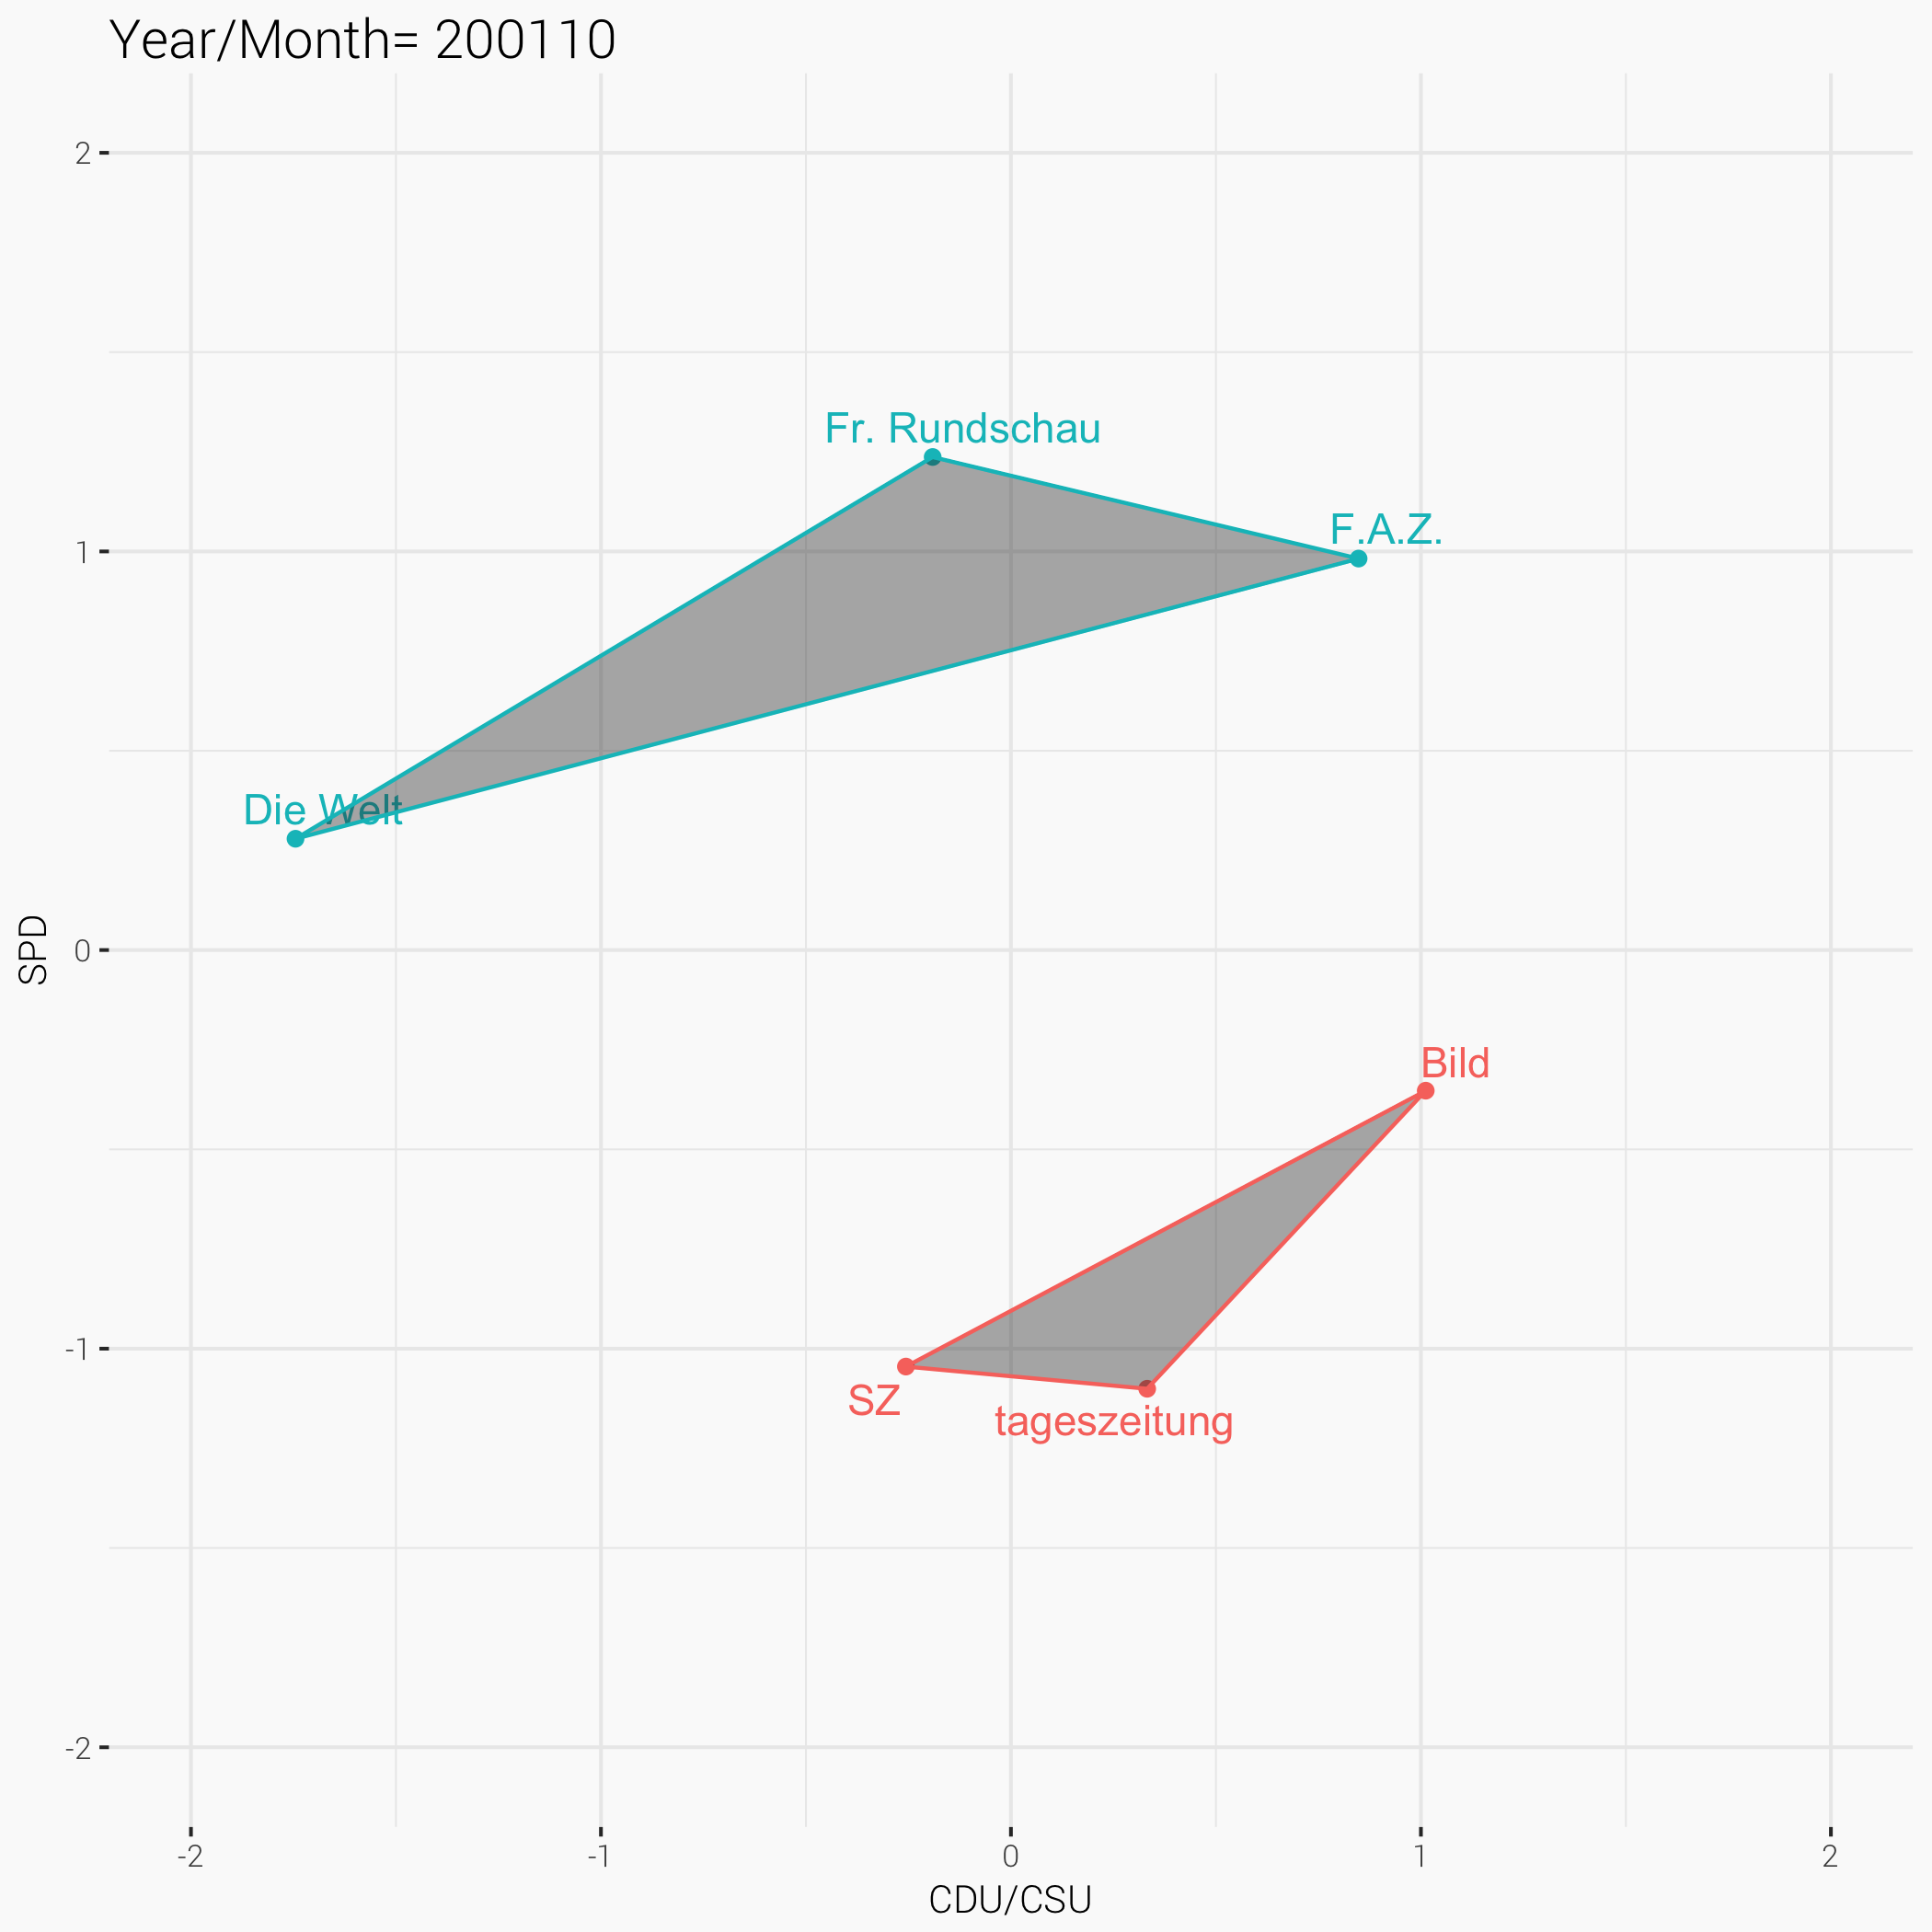 Year/Month= 200110
2
Fr. Rundschau
F.A.Z.
1
Die Welt
SPD
0
Bild
-1
SZ
tageszeitung
-2
-2
-1
0
1
2
CDU/CSU